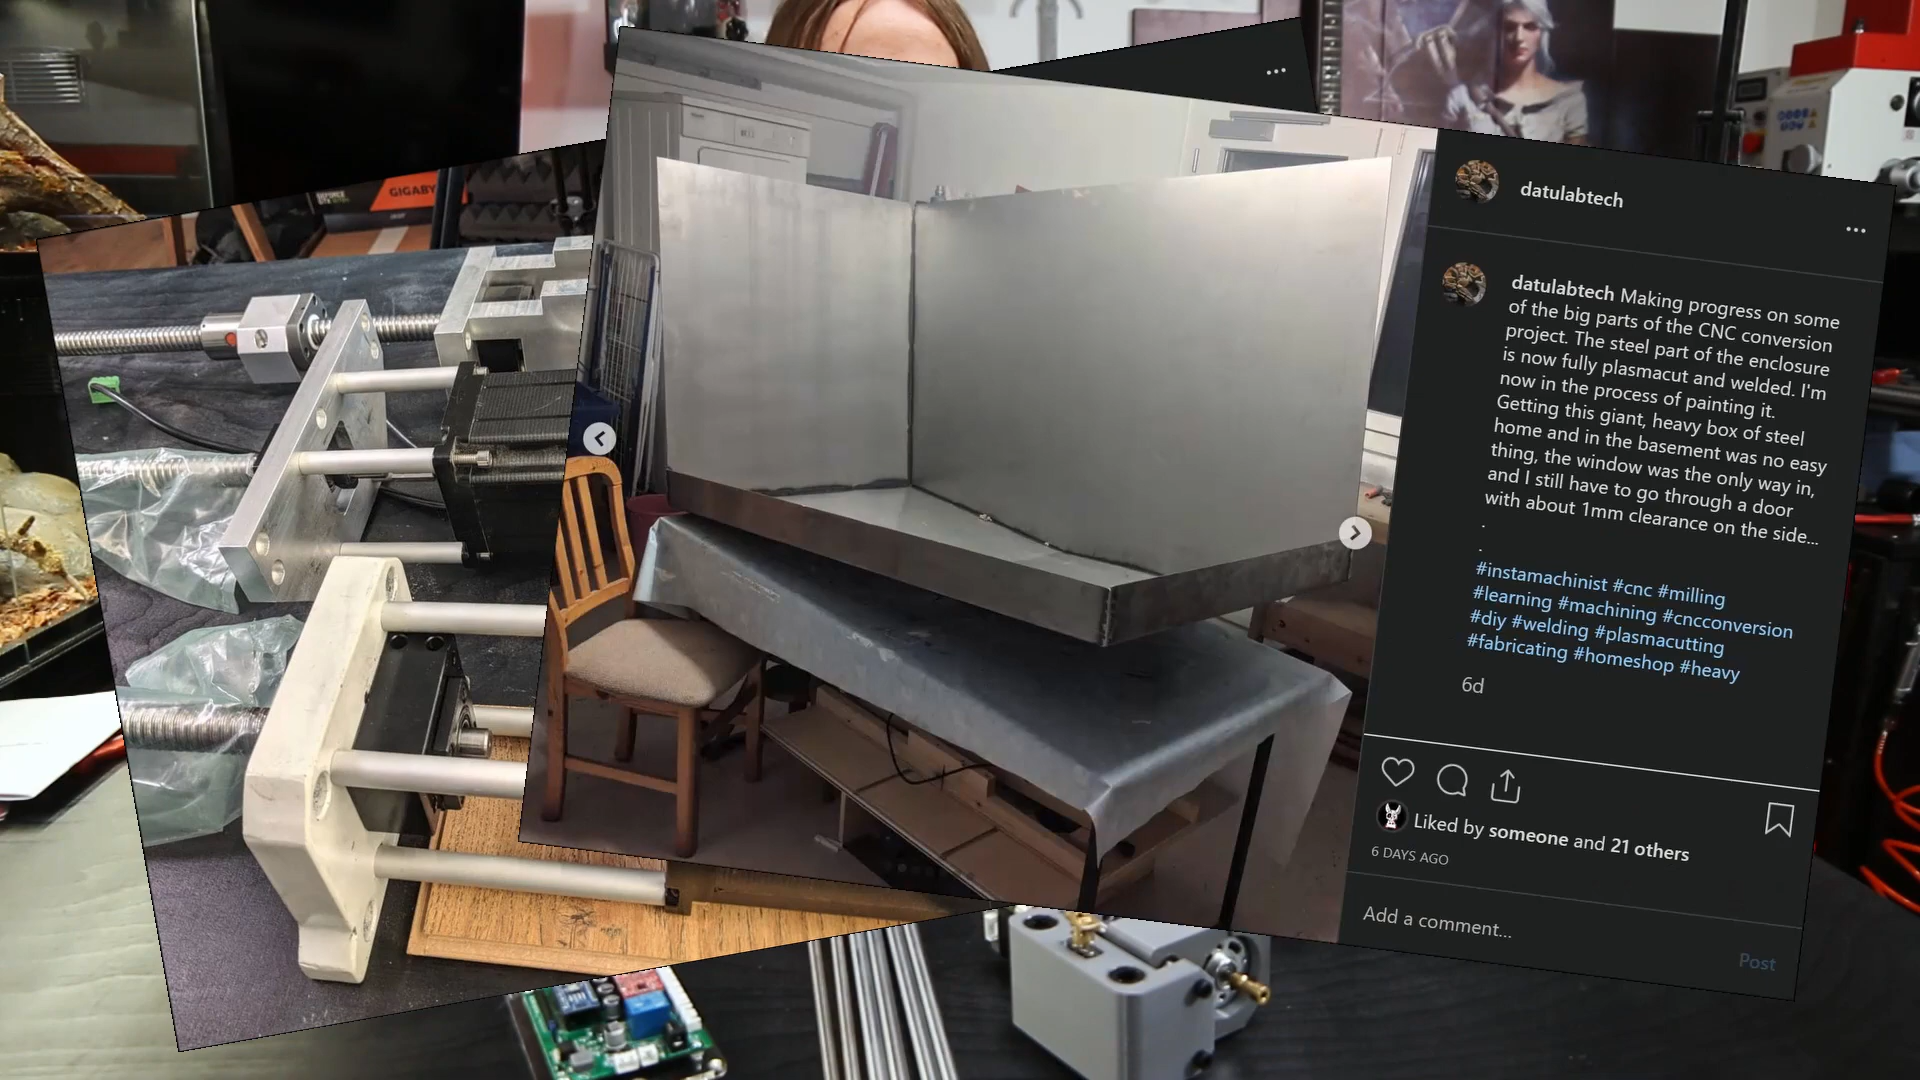 GIGABY
datulabtech
datulabtech Making progress on some
of the big parts of the CNC conversion
project. The steel part of the enclosure
is now fully plasmacut and welded. I'm
now in the process of painting it.
Getting this giant, heavy box of steel
home and in the basement was no easy
thing, the window was the only way in,
and I still have to go through a door
with about 1mm clearance on the side...
.
.
#instamachinist #cnc #milling
#learning #machining #cncconversion
#diy #welding #plasmacutting
#fabricating #homeshop #heavy
6d
Liked by someone and 21 others
6 DAYS AGO
Add a comment...
Post